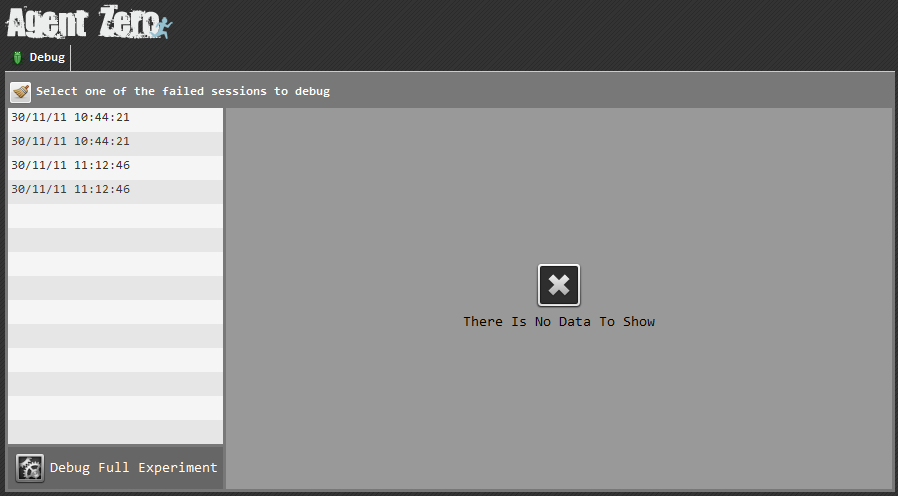 Agent Zero
Debug
Select one of the failed sessions to debug
30/11/11 10:44:21
30/11/11 10:44:21
30/11/11 11:12:46
30/11/11 11:12:46
There Is No Data To Show
Debug Full Experiment